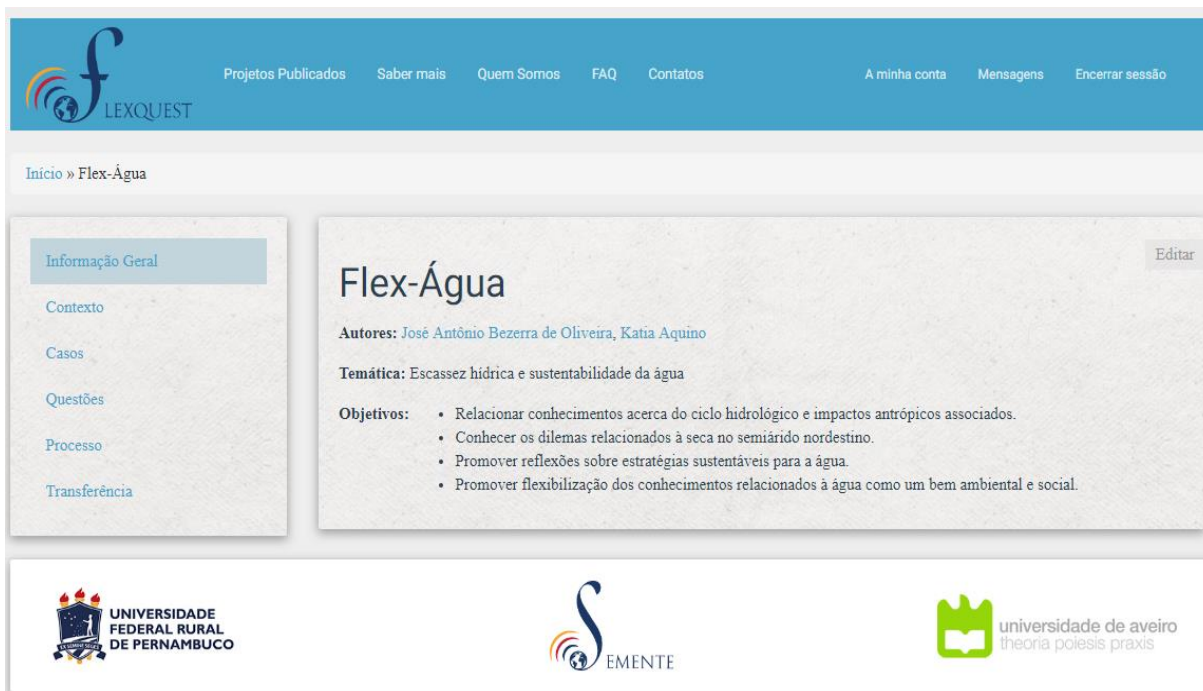 fLEXQUEST
Projetos Publicados Saber mais Quem Somos FAQ Contatos A minha conta Mensagens Encerrar sessão
Início » Flex-Água
Informação Geral
Contexto
Casos
Questões
Processo
Transferência
Editar
Flex-Água
Autores: José Antônio Bezerra de Oliveira, Katia Aquino
Temática: Escassez hídrica e sustentabilidade da água
Objetivos: • Relacionar conhecimentos acerca do ciclo hidrológico e impactos antrópicos associados.
• Conhecer os dilemas relacionados à seca no semiárido nordestino.
• Promover reflexões sobre estratégias sustentáveis para a água.
• Promover flexibilização dos conhecimentos relacionados à água como um bem ambiental e social.
UNIVERSIDADE
FEDERAL RURAL
DE PERNAMBUCO
SEMENTE
universidade de aveiro
theoria poiesis praxis